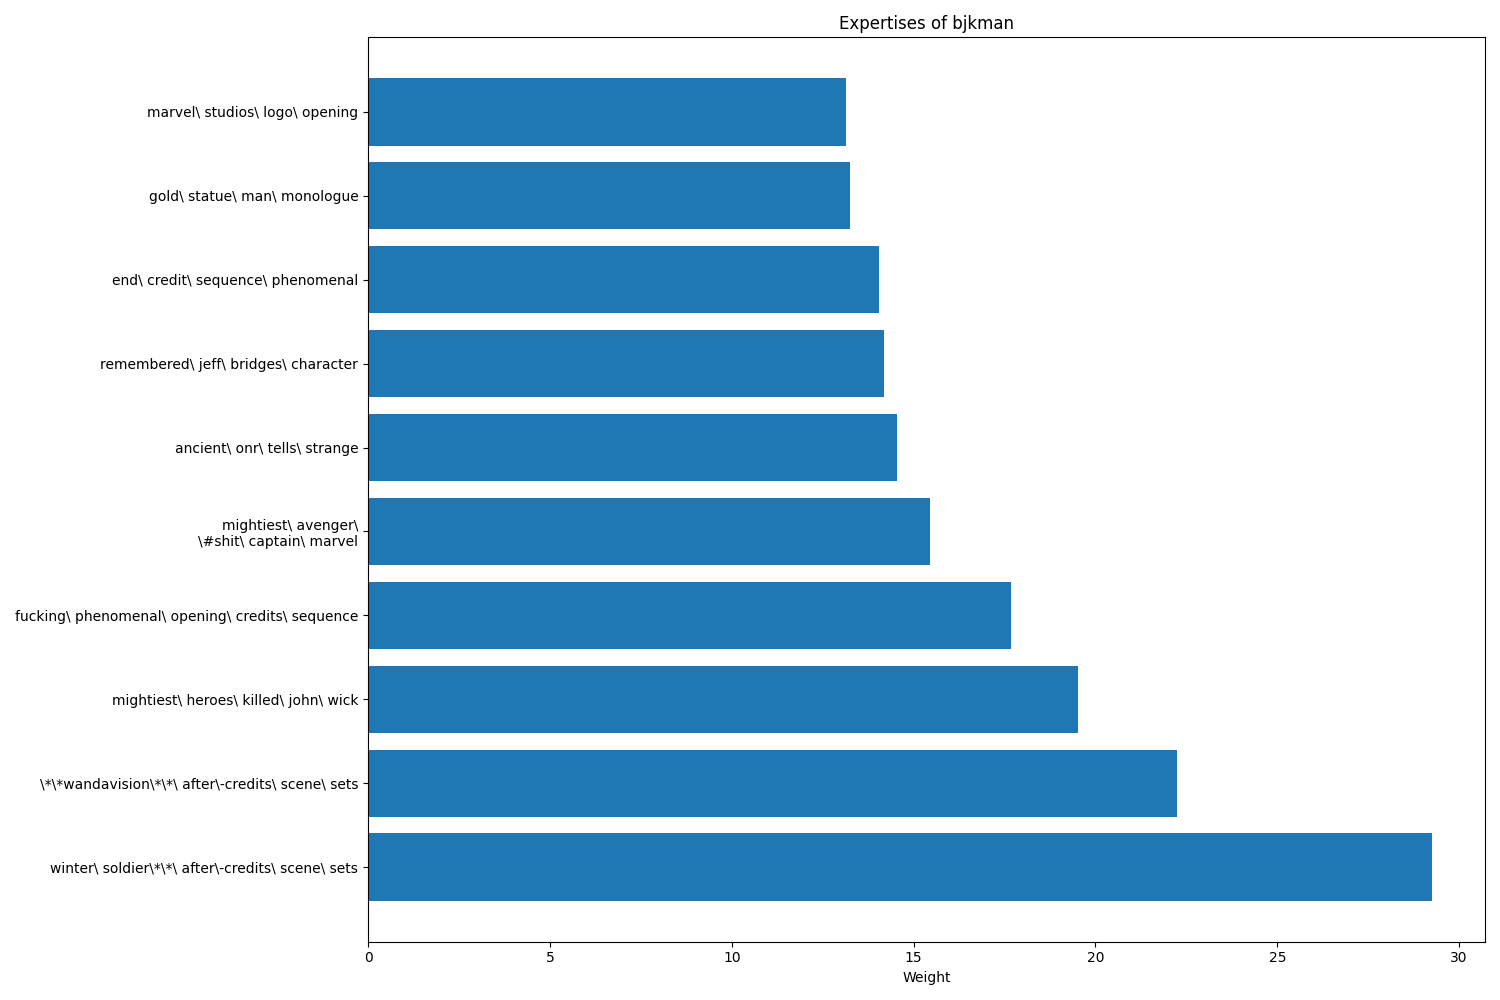 Expertises of bjkman
marvel\ studios\ logo\ opening
gold\ statue\ man\ monologue
end\ credit\ sequence\ phenomenal
remembered\ jeff\ bridges\ character
ancient\ onr\ tells\ strange
mightiest\ avenger\
\#shit\ captain\ marvel
fucking\ phenomenal\ opening\ credits\ sequence
mightiest\ heroes\ killed\ john\ wick
\*\*wandavision\*\*\ after\-credits\ scene\ sets
winter\ soldier\*\*\ after\-credits\ scene\ sets
0 5 10 15 20 25 30
Weight